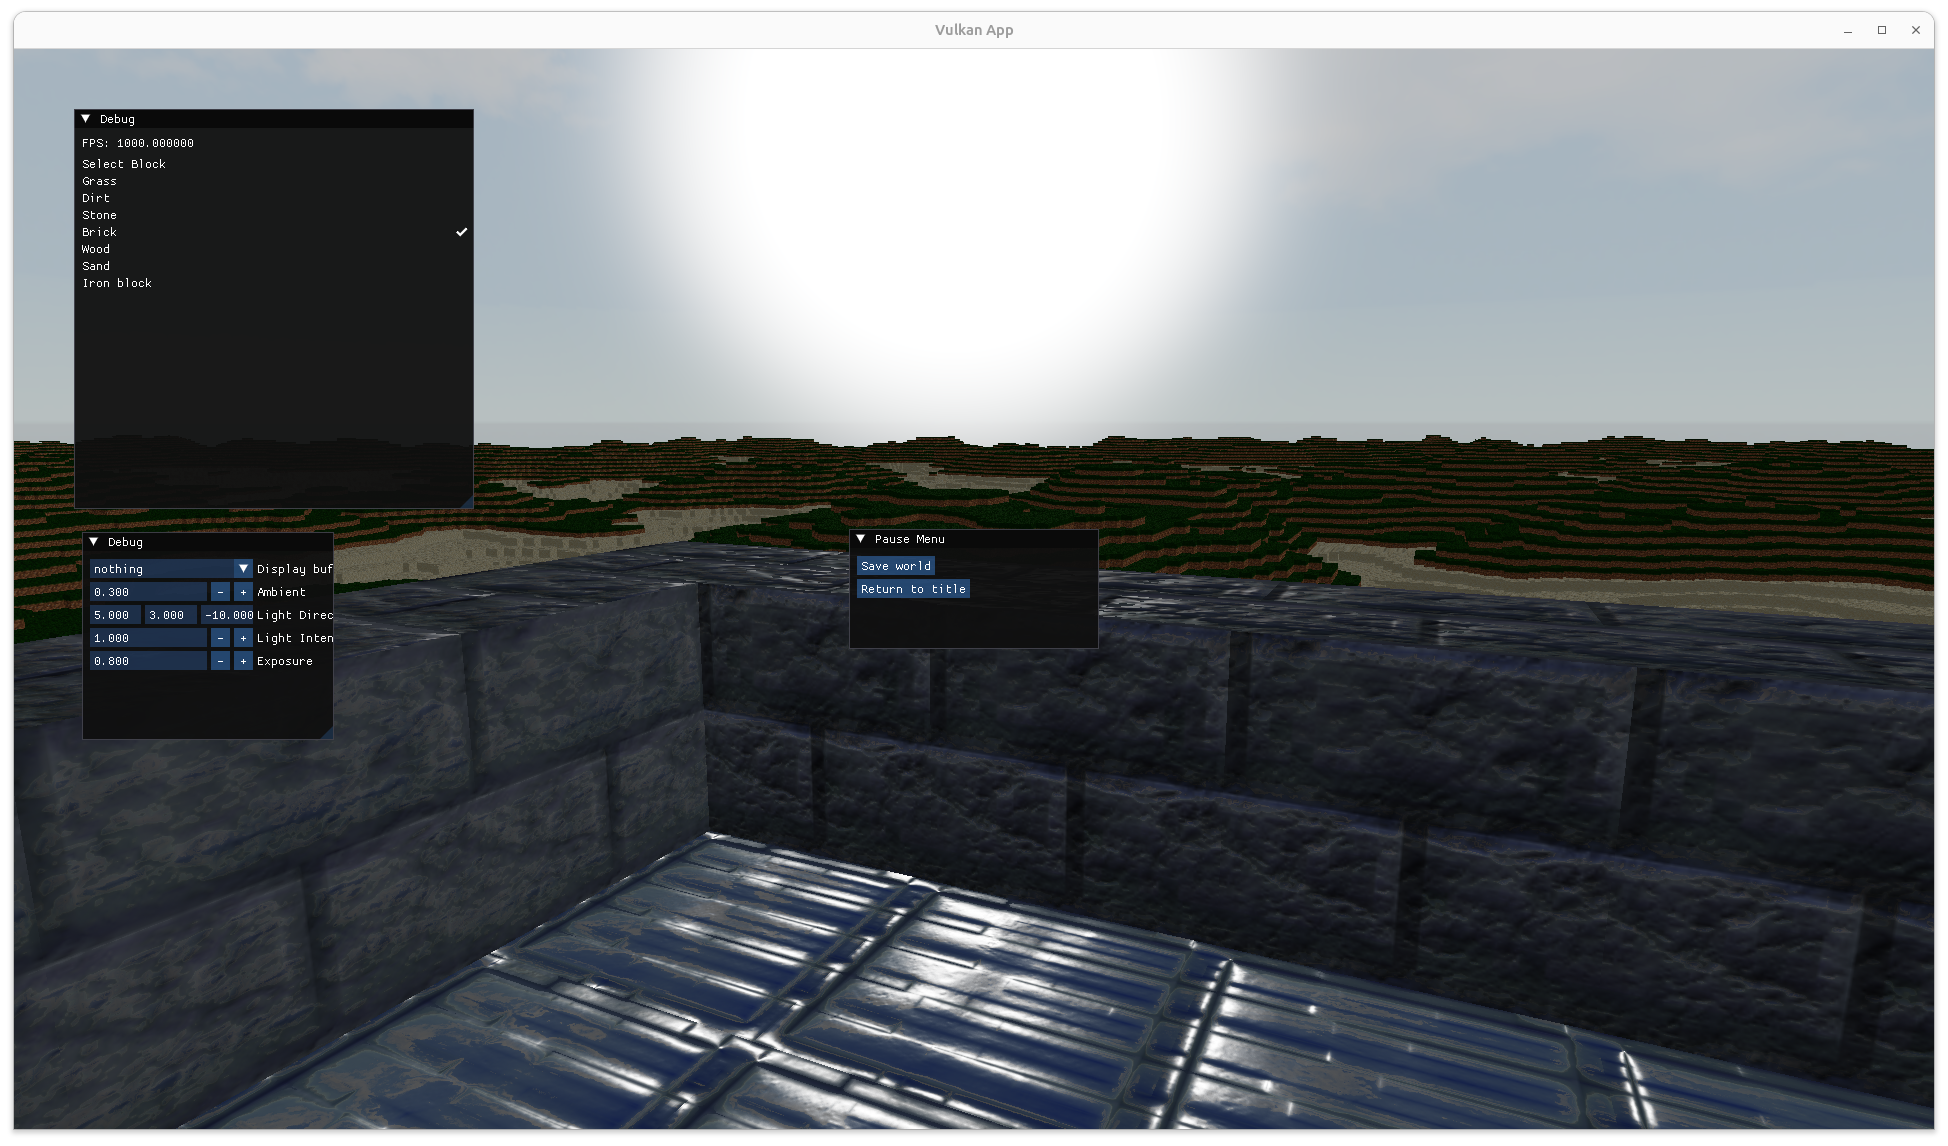 Vulkan App
Debug
FPS: 1000.000000
Select Block
Grass
Dirt
Stone
Brick
Wood
Sand
Iron block
Debug
nothing Display buf
0.300 - + Ambient
5.000 3.000 -10.000 Light Direc
1.000 - + Light Inten
0.800 - + Exposure
Pause Menu
Save world
Return to title